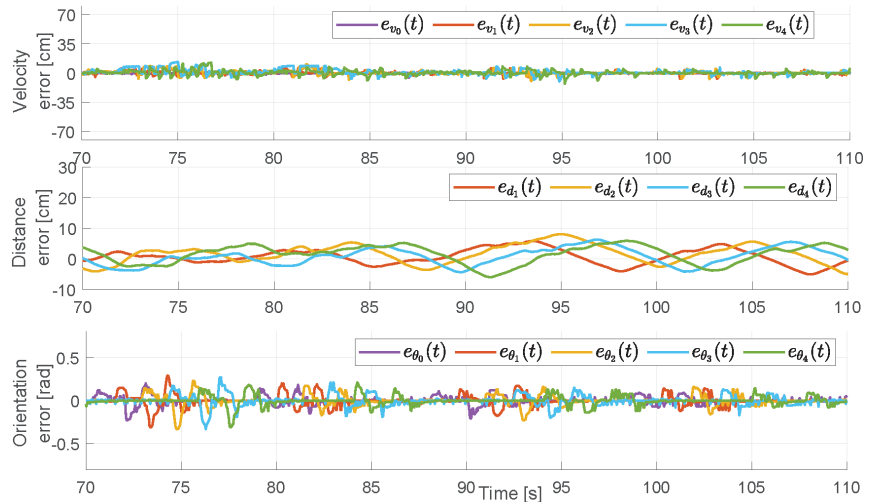 70
35
0
-35
-70
Velocity
error [cm]
e_{v_0}(t) e_{v_1}(t) e_{v_2}(t) e_{v_3}(t) e_{v_4}(t)
70 75 80 85 90 95 100 105 110
30
20
10
0
-10
Distance
error [cm]
e_{d_1}(t) e_{d_2}(t) e_{d_3}(t) e_{d_4}(t)
70 75 80 85 90 95 100 105 110
0.5
0
-0.5
Orientation
error [rad]
e_{θ_0}(t) e_{θ_1}(t) e_{θ_2}(t) e_{θ_3}(t) e_{θ_4}(t)
70 75 80 85 90 95 100 105 110
Time [s]